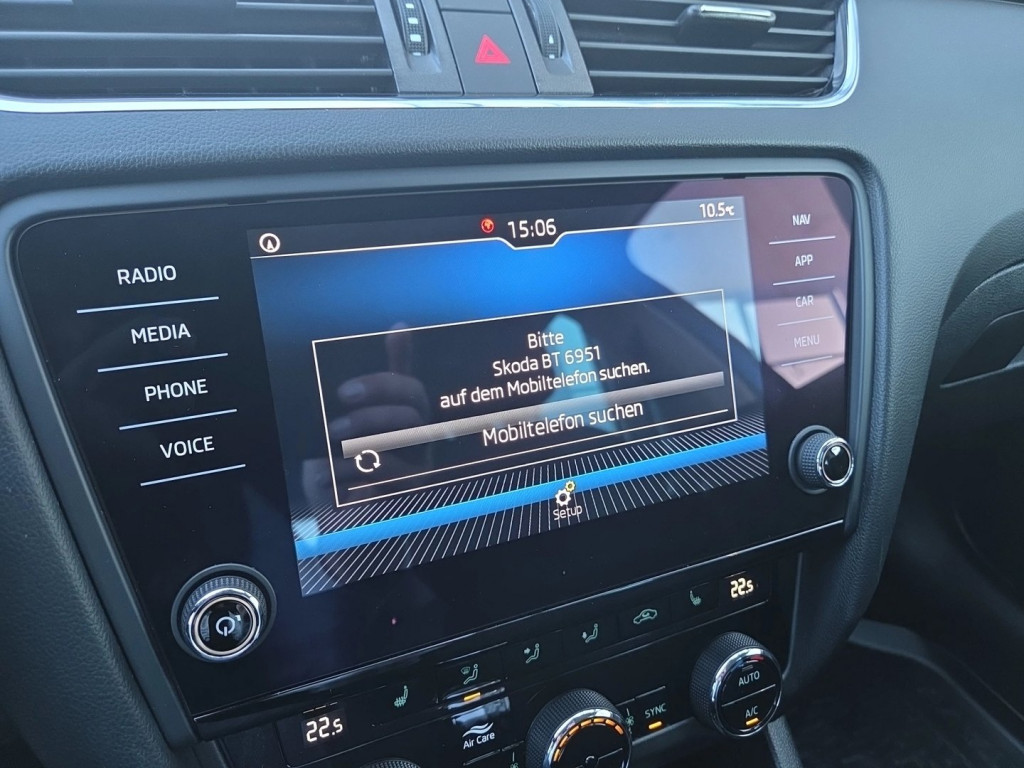 15:06
10.5°C
RADIO
MEDIA
PHONE
VOICE
NAV
APP
CAR
MENU
Bitte
Skoda BT 6951
auf dem Mobiltelefon suchen.
Mobiltelefon suchen
Setup
22.5
22.5
Air Care
SYNC
AUTO
A/C